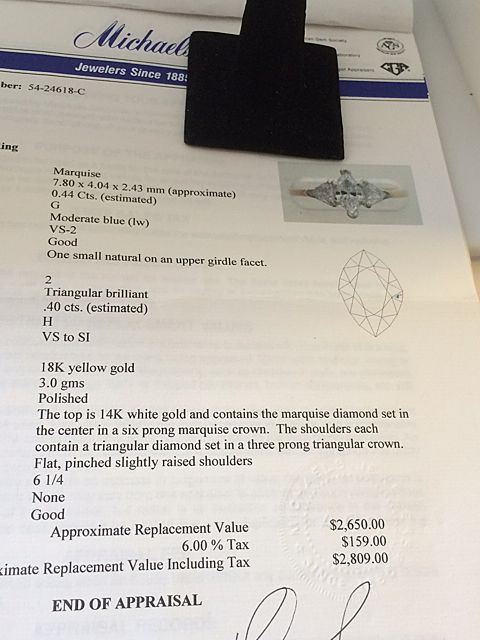 Michael
Jewelers Since 188
Gem Society
ber: 54-24618-C
ing
Marquise
7.80 x 4.04 x 2.43 mm (approximate)
0.44 Cts. (estimated)
G
Moderate blue (lw)
VS-2
Good
One small natural on an upper girdle facet.
2
Triangular brilliant
.40 cts. (estimated)
H
VS to SI
18K yellow gold
3.0 gms
Polished
The top is 14K white gold and contains the marquise diamond set in
the center in a six prong marquise crown. The shoulders each
contain a triangular diamond set in a three prong triangular crown.
Flat, pinched slightly raised shoulders
6 1/4
None
Good
Approximate Replacement Value $2,650.00
6.00 % Tax $159.00
ximate Replacement Value Including Tax $2,809.00
END OF APPRAISAL